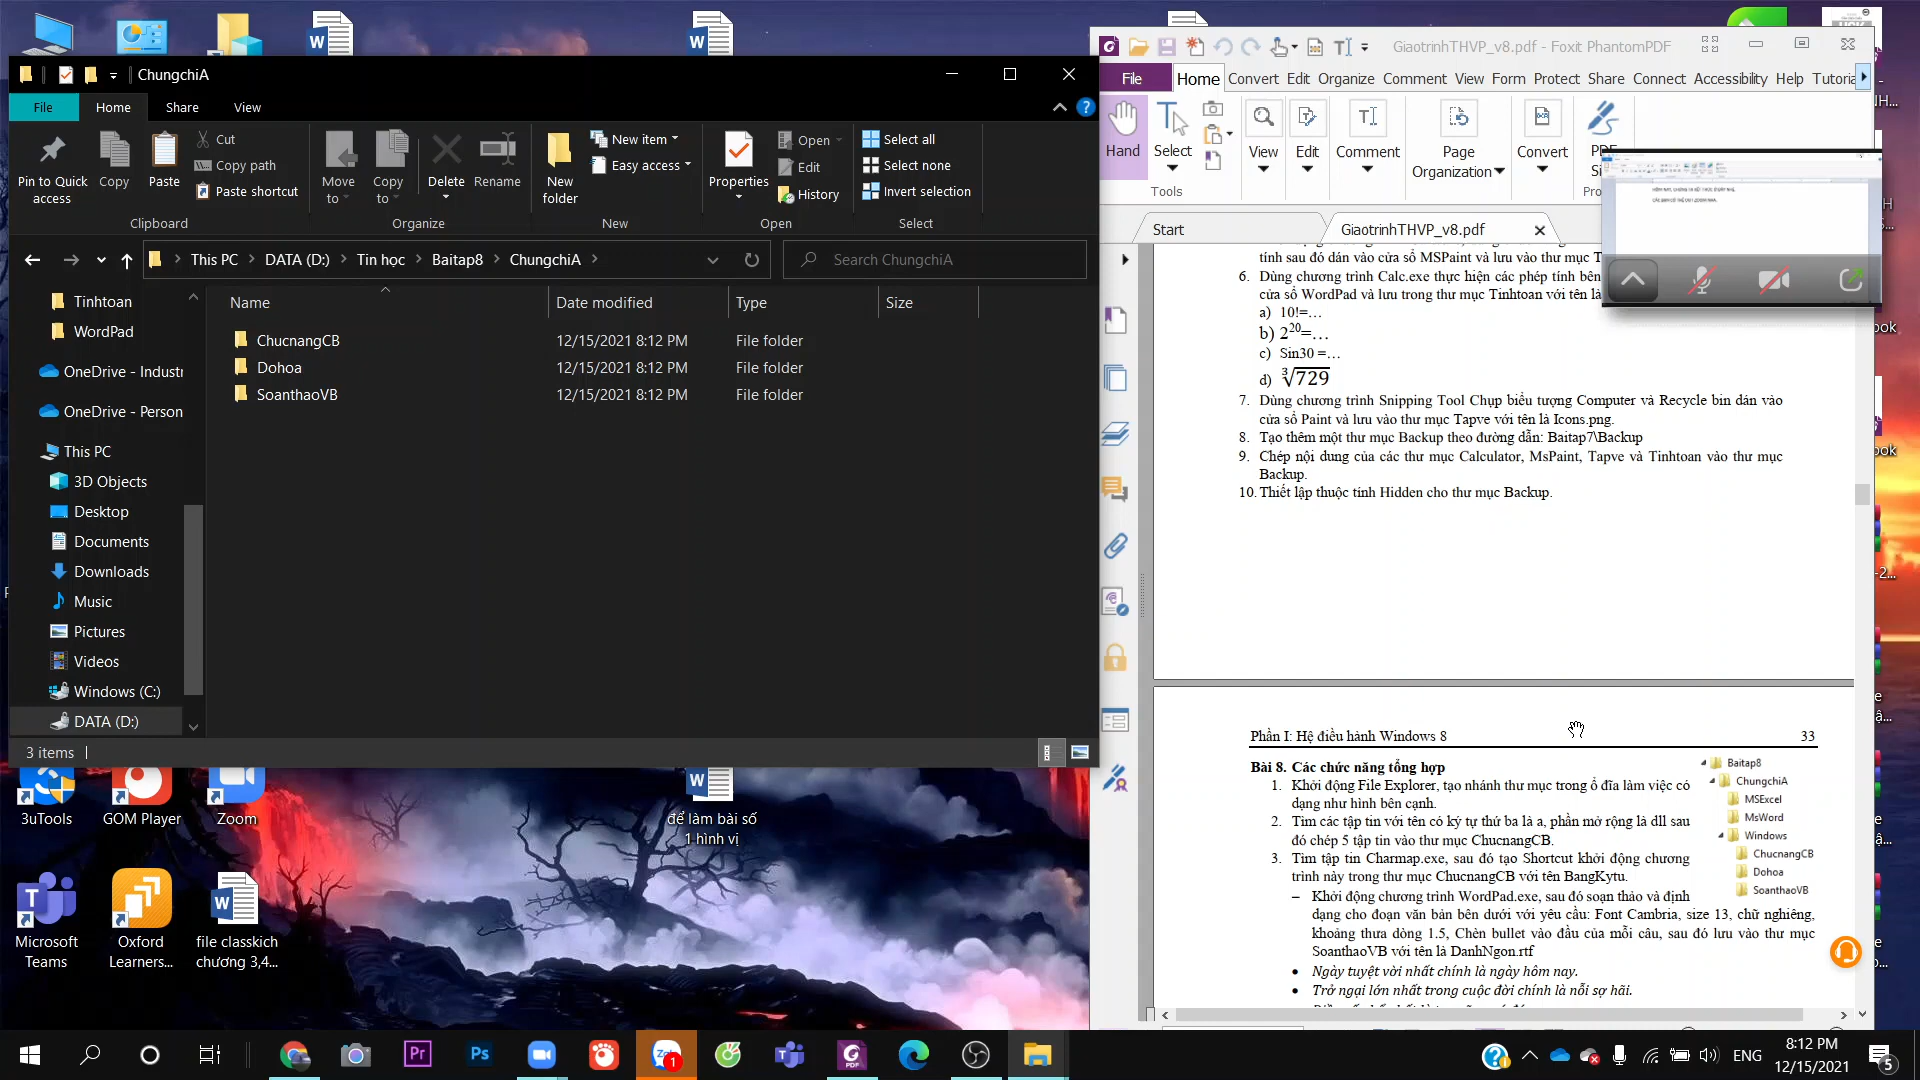 ChungchiA
File
Home
Share
View
Pin to Quick access
Copy
Paste
Cut
Copy path
Paste shortcut
Clipboard
Move to
Copy to
Delete
Rename
Organize
New folder
New item
Easy access
New
Properties
Open
Edit
History
Open
Select all
Select none
Invert selection
Select
This PC > DATA (D:) > Tin học > Baitap8 > ChungchiA >
Search ChungchiA
Name Date modified Type Size
ChucnangCB 12/15/2021 8:12 PM File folder
Dohoa 12/15/2021 8:12 PM File folder
SoanthaoVB 12/15/2021 8:12 PM File folder
Tinhtoan
WordPad
OneDrive - Industr
OneDrive - Person
This PC
3D Objects
Desktop
Documents
Downloads
Music
Pictures
Videos
Windows (C:)
DATA (D:)
3 items
3uTools
GOM Player
Zoom
để làm bài số 1 hình vị
Microsoft Teams
Oxford Learners...
file classkich chương 3,4...
GiaotrinhTHVP_v8.pdf - Foxit PhantomPDF
File Home Convert Edit Organize Comment View Form Protect Share Connect Accessibility Help Tutoria
Hand
Select
Tools
View
Edit
Comment
Page Organization
Convert
Start
GiaotrinhTHVP_v8.pdf
tính sau đó dán vào cửa sổ MSPaint và lưu vào thư mục T
6. Dùng chương trình Calc.exe thực hiện các phép tính bên
cửa sổ WordPad và lưu trong thư mục Tinhtoan với tên là
a) 10!=…
b) 2^20=…
c) Sin30 =…
d) ∛729
7. Dùng chương trình Snipping Tool Chụp biểu tượng Computer và Recycle bin dán vào
cửa sổ Paint và lưu vào thư mục Tapve với tên là Icons.png.
8. Tạo thêm một thư mục Backup theo đường dẫn: Baitap7\Backup
9. Chép nội dung của các thư mục Calculator, MsPaint, Tapve và Tinhtoan vào thư mục
Backup.
10. Thiết lập thuộc tính Hidden cho thư mục Backup.
Phần I: Hệ điều hành Windows 8 33
Bài 8. Các chức năng tổng hợp
1. Khởi động File Explorer, tạo nhánh thư mục trong ổ đĩa làm việc có
dạng như hình bên cạnh.
2. Tìm các tập tin với tên có ký tự thứ ba là a, phần mở rộng là dll sau
đó chép 5 tập tin vào thư mục ChucnangCB.
3. Tìm tập tin Charmap.exe, sau đó tạo Shortcut khởi động chương
trình này trong thư mục ChucnangCB với tên BangKytu.
– Khởi động chương trình WordPad.exe, sau đó soạn thảo và định
dạng cho đoạn văn bản bên dưới với yêu cầu: Font Cambria, size 13, chữ nghiêng,
khoảng thưa dòng 1.5, Chèn bullet vào đầu của mỗi câu, sau đó lưu vào thư mục
SoanthaoVB với tên là DanhNgon.rtf
• Ngày tuyệt vời nhất chính là ngày hôm nay.
• Trở ngại lớn nhất trong cuộc đời chính là nỗi sợ hãi.
Baitap8
ChungchiA
MSExcel
MsWord
Windows
ChucnangCB
Dohoa
SoanthaoVB
ENG
8:12 PM
12/15/2021
5